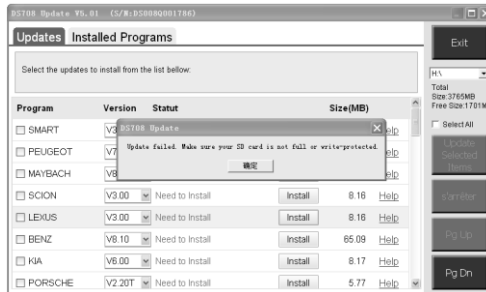 DS708 Update V5.01 (S/N:DS008Q001786)
Updates Installed Programs
Select the updates to install from the list bellow:
Program Version Statut Size(MB)
SMART
PEUGEOT
MAYBACH
DS708 Update
Update failed. Make sure your SD card is not full or write-protected.
确定
SCION V3.00 Need to Install Install 8.16 Help
LEXUS V3.00 Need to Install Install 8.16 Help
BENZ V8.10 Need to Install Install 65.09 Help
KIA V6.00 Need to Install Install 8.17 Help
PORSCHE V2.20T Need to Install Install 5.77 Help
Exit
H:\
Total
Size:3765MB
Free Size:1701M
Select All
Update
Selected
Items
s'arrêter
Pg Up
Pg Dn